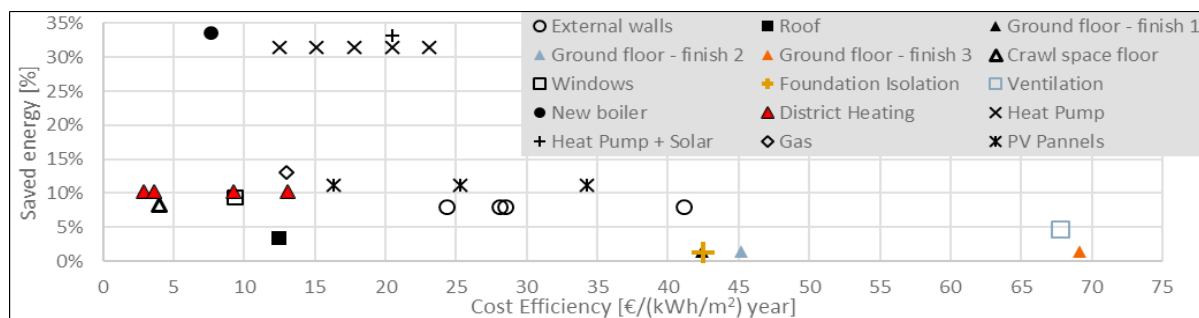 35%
30%
25%
20%
15%
10%
5%
0%
Saved energy [%]
External walls Roof Ground floor - finish 1
Ground floor - finish 2 Ground floor - finish 3 Crawl space floor
Windows Foundation Isolation Ventilation
New boiler District Heating Heat Pump
Heat Pump + Solar Gas PV Pannels
0 5 10 15 20 25 30 35 40 45 50 55 60 65 70 75
Cost Efficiency [€/(kWh/m²) year]